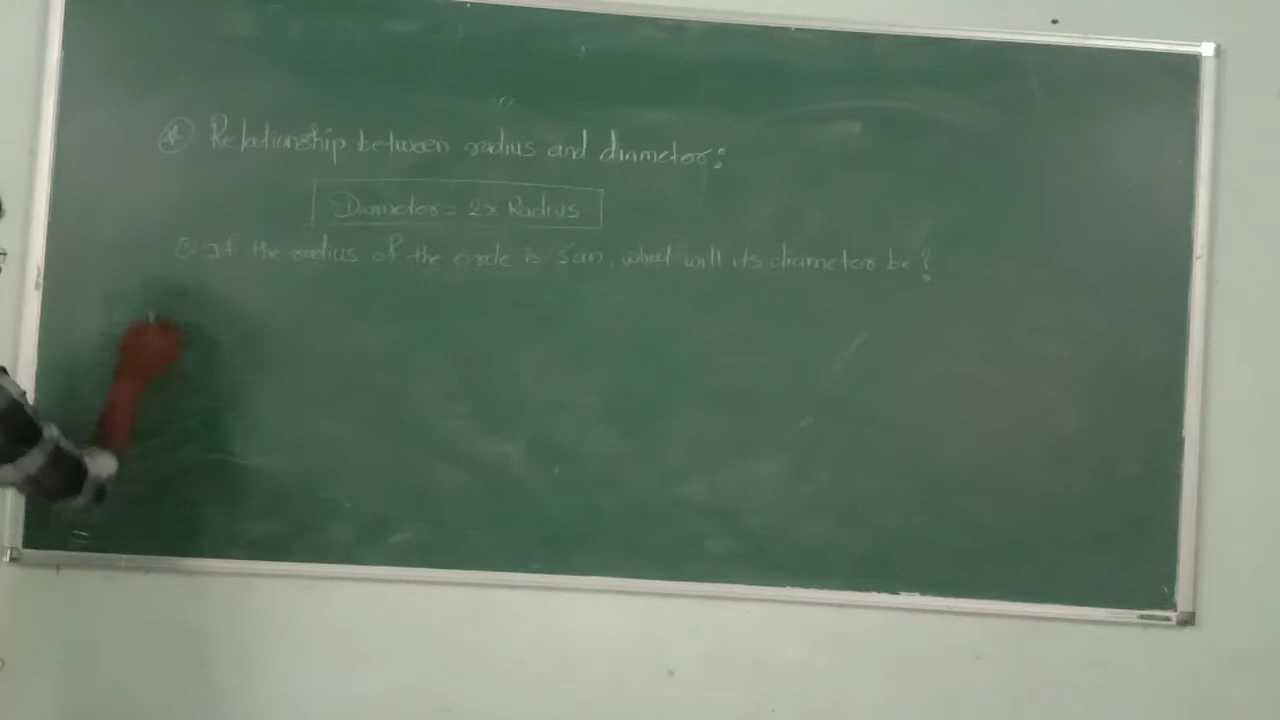 * Relationship between radius and diameter:
Diameter = 2x Radius
① If the radius of the circle is 5cm, what will its diameter be?